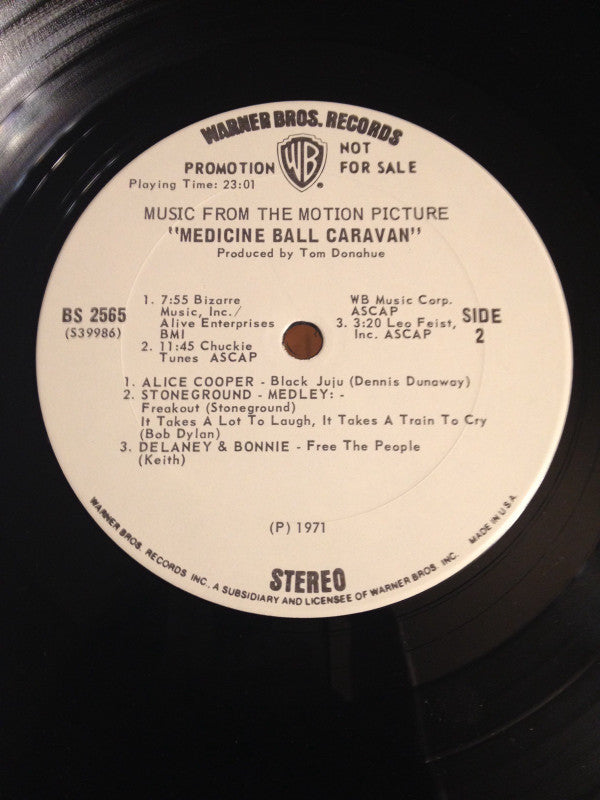 WARNER BROS. RECORDS
PROMOTION WB NOT FOR SALE
Playing Time: 23:01
MUSIC FROM THE MOTION PICTURE
"MEDICINE BALL CARAVAN"
Produced by Tom Donahue
BS 2565
(S39986)
1. 7:55 Bizarre
Music, Inc./
Alive Enterprises
BMI
2. 11:45 Chuckie
Tunes ASCAP
WB Music Corp.
ASCAP
3. 3:20 Leo Feist,
Inc. ASCAP
SIDE
2
1. ALICE COOPER - Black Juju (Dennis Dunaway)
2. STONEGROUND - MEDLEY: -
Freakout (Stoneground)
It Takes A Lot To Laugh, It Takes A Train To Cry
(Bob Dylan)
3. DELANEY & BONNIE - Free The People
(Keith)
(P) 1971
STEREO
WARNER BROS. RECORDS INC., A SUBSIDIARY AND LICENSEE OF WARNER BROS. INC. MADE IN U.S.A.